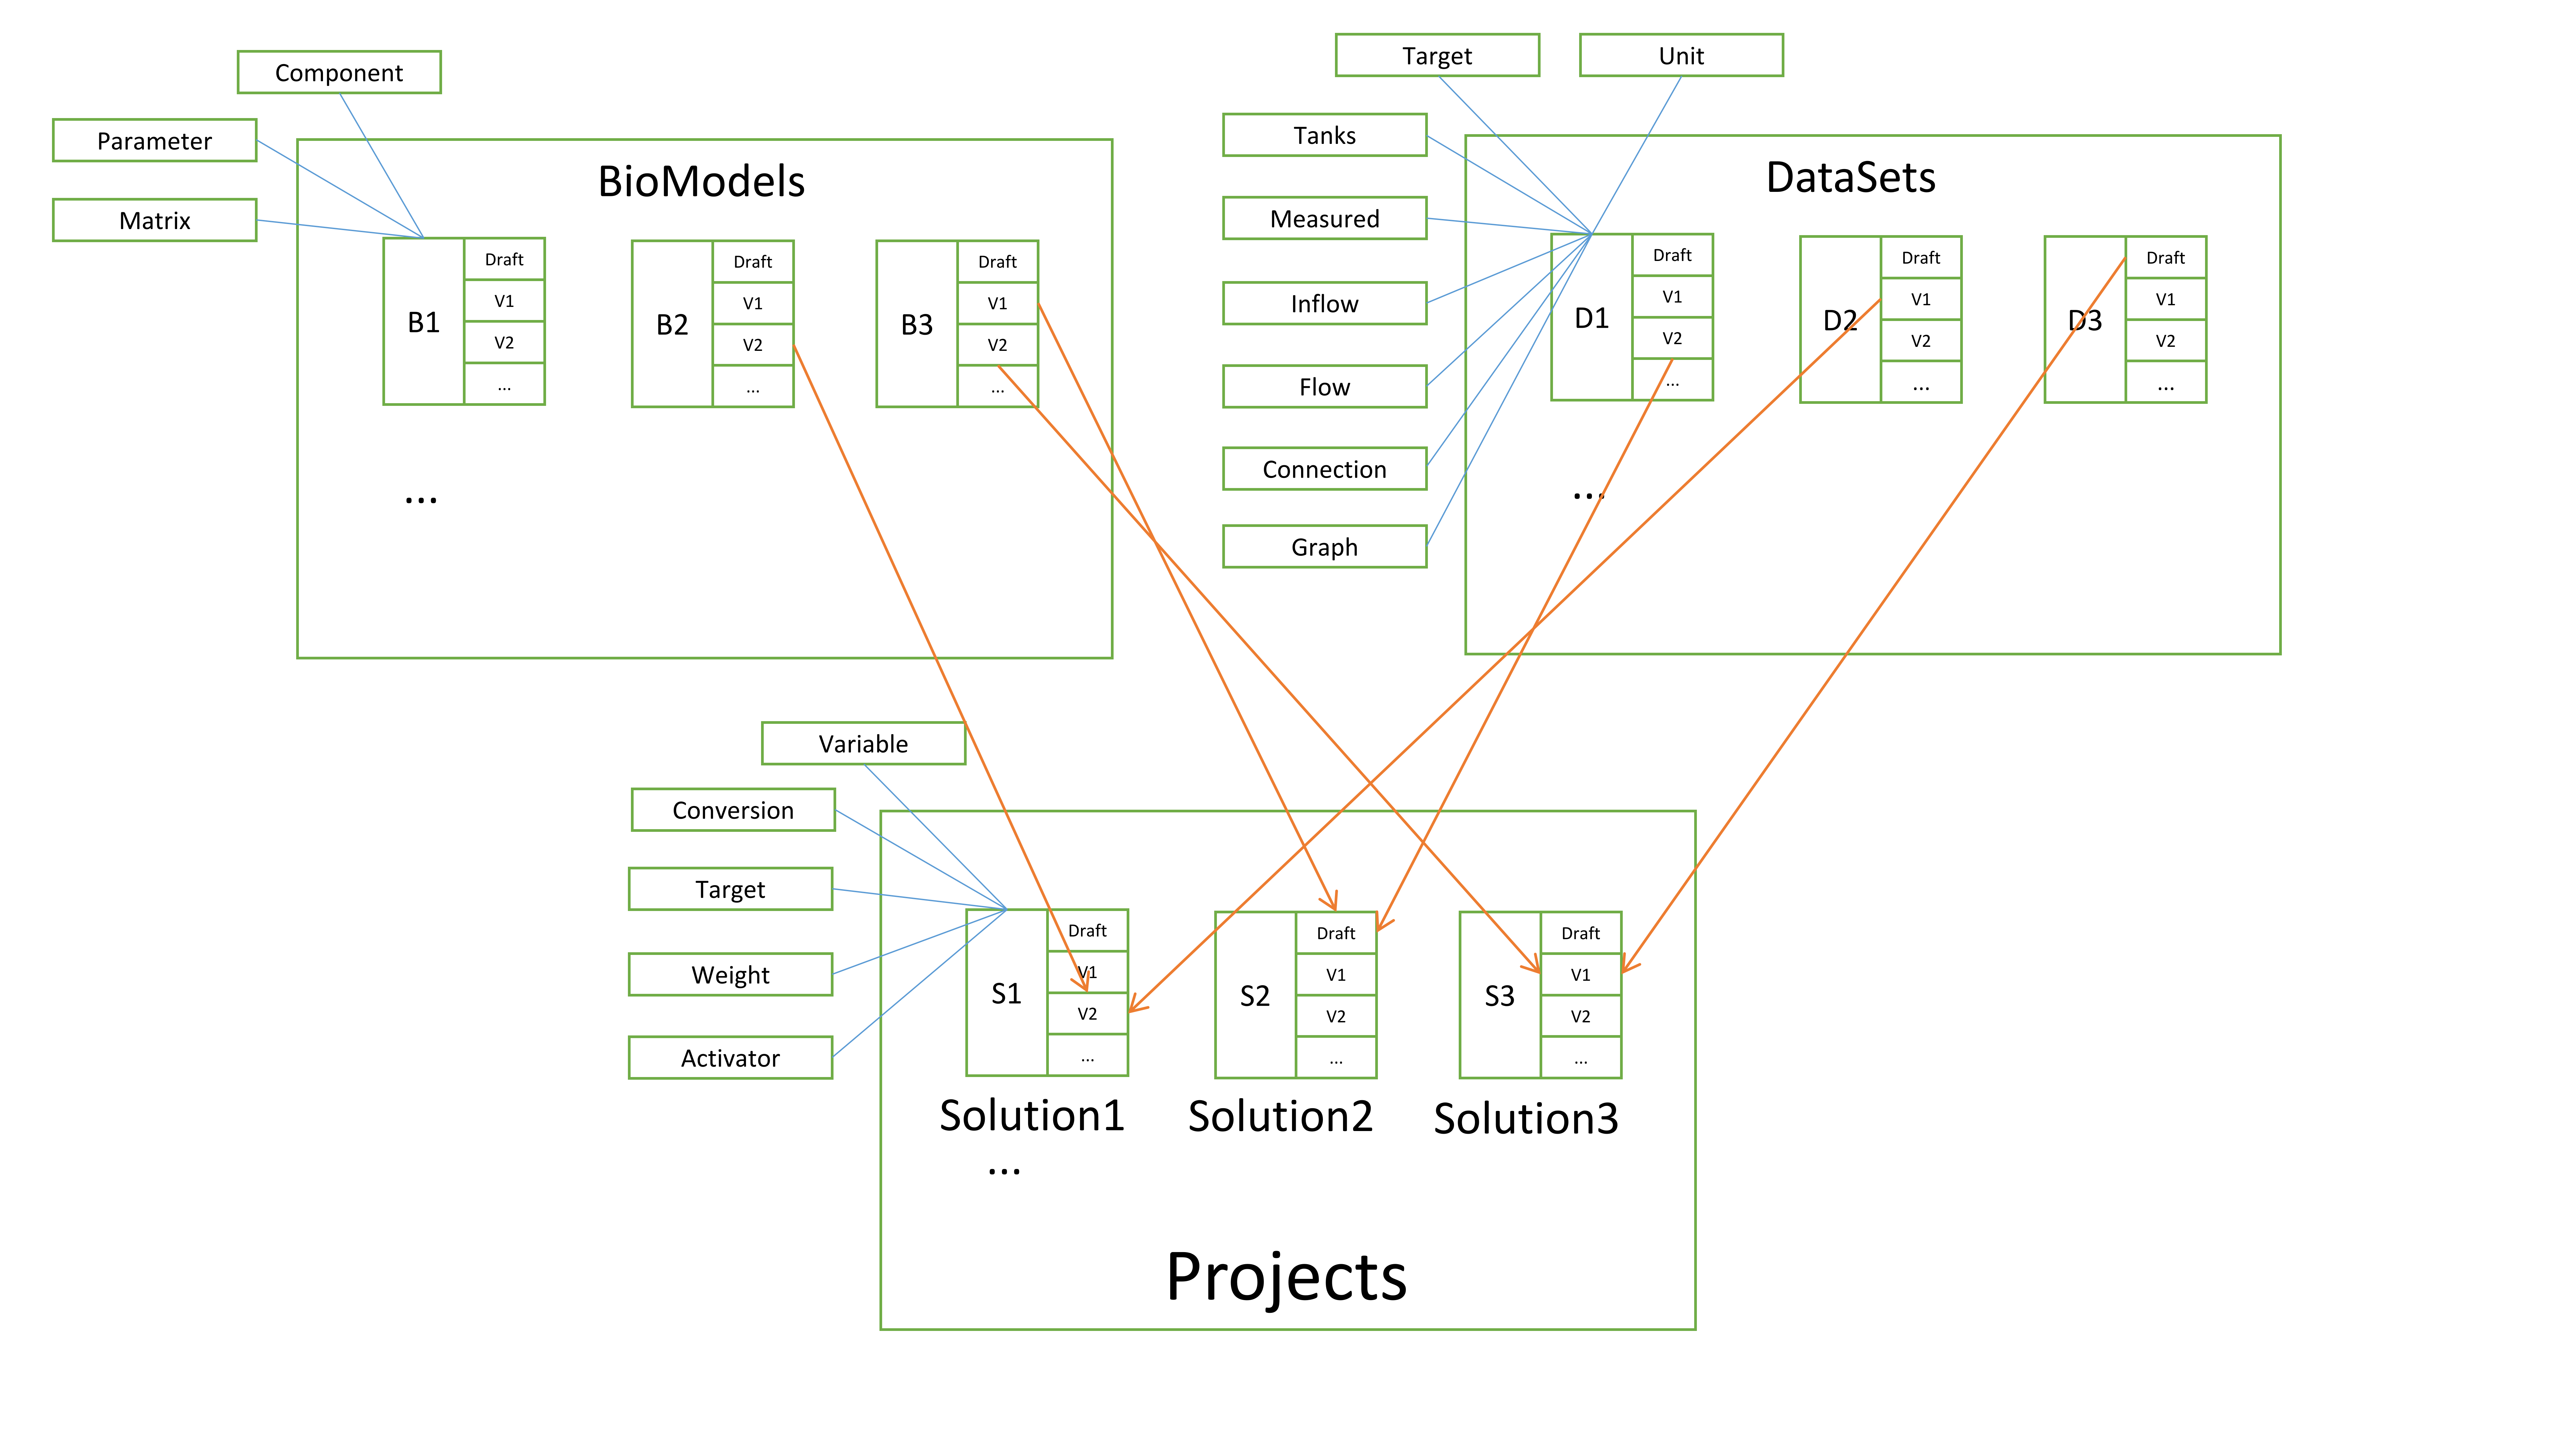 Component
Parameter
Matrix
BioModels
B1
Draft
V1
V2
...
B2
Draft
V1
V2
...
B3
Draft
V1
V2
...
...
Target
Unit
Tanks
Measured
Inflow
Flow
Connection
Graph
DataSets
D1
Draft
V1
V2
...
D2
Draft
V1
V2
...
D3
Draft
V1
V2
...
...
Variable
Conversion
Target
Weight
Activator
S1
Draft
V1
V2
...
S2
Draft
V1
V2
...
S3
Draft
V1
V2
...
Solution1
Solution2
Solution3
...
Projects